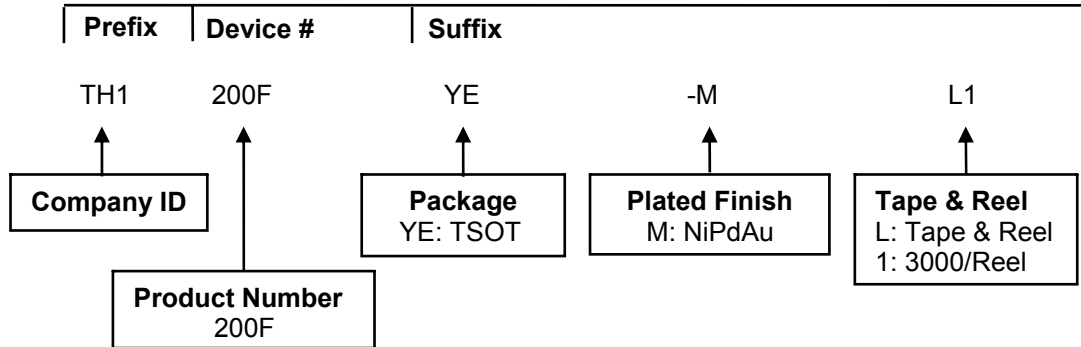 Prefix Device # Suffix
TH1 200F YE -M L1
Company ID
Package
YE: TSOT
Plated Finish
M: NiPdAu
Tape & Reel
L: Tape & Reel
1: 3000/Reel
Product Number
200F